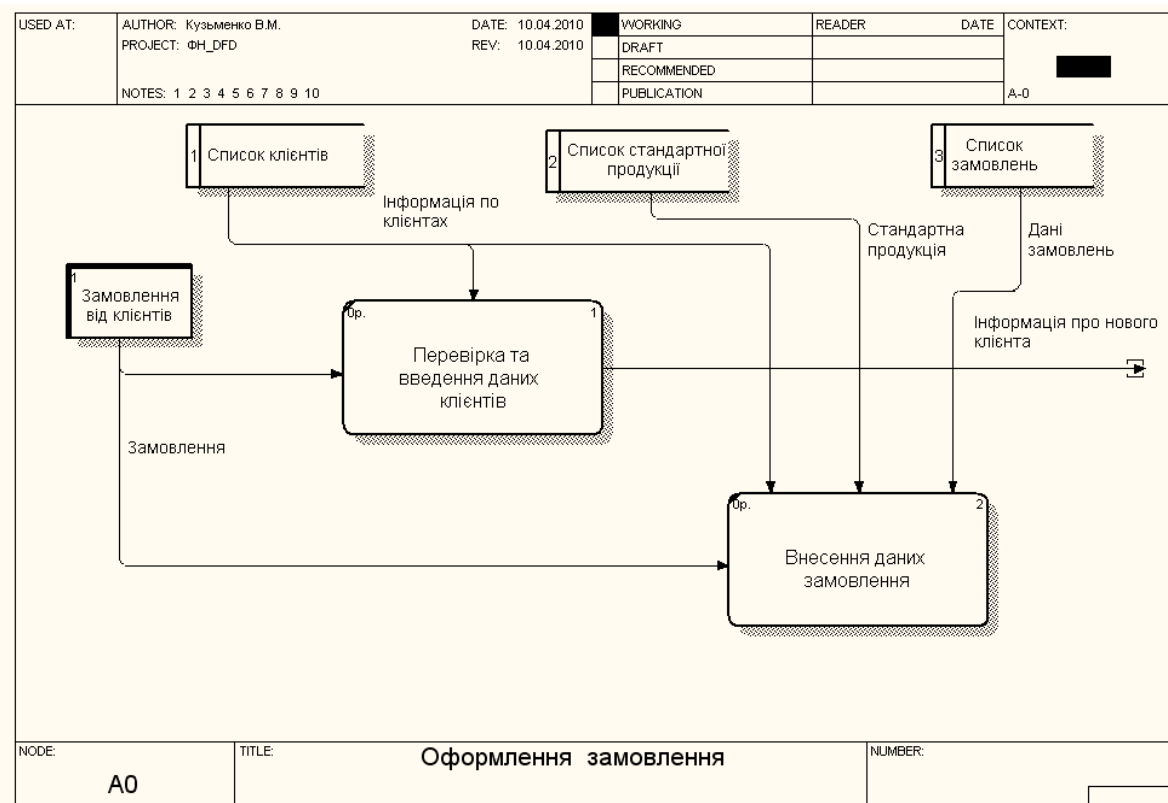 USED AT:
AUTHOR: Кузьменко В.М.
DATE: 10.04.2010
WORKING
READER
DATE
CONTEXT:
PROJECT: ФН_DFD
REV: 10.04.2010
DRAFT
RECOMMENDED
NOTES: 1 2 3 4 5 6 7 8 9 10
PUBLICATION
A-0
1
Список клієнтів
2
Список стандартної
продукції
3
Список
замовлень
Інформація по
клієнтах
Стандартна
продукція
Дані
замовлень
1
Замовлення
від клієнтів
0р.
1
Перевірка та
введення даних
клієнтів
Інформація про нового
клієнта
Замовлення
0р.
2
Внесення даних
замовлення
NODE:
A0
TITLE:
Оформлення замовлення
NUMBER: